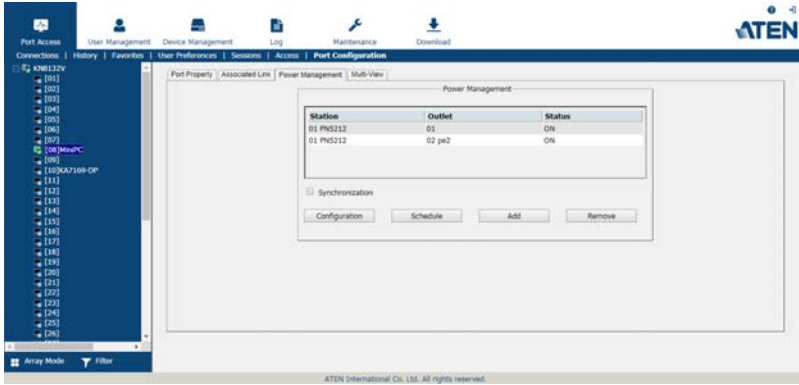 ATEN
Port Access User Management Device Management Log Maintenance Download
Connections | History | Favorites | User Preferences | Sessions | Access | Port Configuration
KN8132V
[01]
[02]
[03]
[04]
[05]
[06]
[07]
[08]MiniPC
[09]
[10]KA7169-DP
[11]
[12]
[13]
[14]
[15]
[16]
[17]
[18]
[19]
[20]
[21]
[22]
[23]
[24]
[25]
[26]
Array Mode Filter
Port Property Associated Link Power Management Multi-View
Power Management
Station Outlet Status
01 PN5212 01 ON
01 PN5212 02 pe2 ON
Synchronization
Configuration Schedule Add Remove
ATEN International Co., Ltd. All rights reserved.